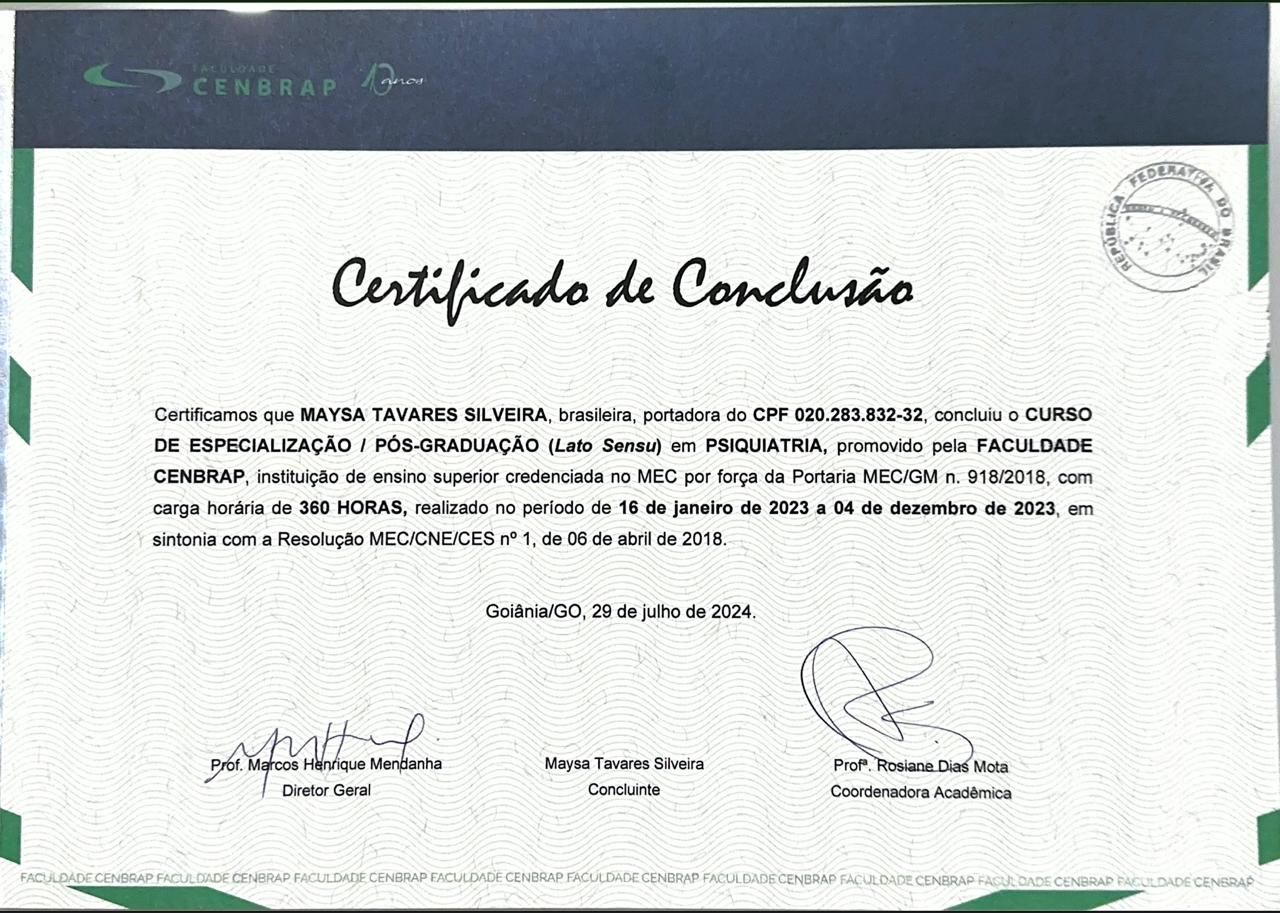 FACULDADE
CENBRAP 10 anos
REPÚBLICA FEDERATIVA DO BRASIL
Certificado de Conclusão
Certificamos que MAYSA TAVARES SILVEIRA, brasileira, portadora do CPF 020.283.832-32, concluiu o CURSO
DE ESPECIALIZAÇÃO / PÓS-GRADUAÇÃO (Lato Sensu) em PSIQUIATRIA, promovido pela FACULDADE
CENBRAP, instituição de ensino superior credenciada no MEC por força da Portaria MEC/GM n. 918/2018, com
carga horária de 360 HORAS, realizado no período de 16 de janeiro de 2023 a 04 de dezembro de 2023, em
sintonia com a Resolução MEC/CNE/CES nº 1, de 06 de abril de 2018.
Goiânia/GO, 29 de julho de 2024.
Prof. Marcos Henrique Mendanha
Diretor Geral
Maysa Tavares Silveira
Concluinte
Profª. Rosiane Dias Mota
Coordenadora Acadêmica
FACULDADE CENBRAP FACULDADE CENBRAP FACULDADE CENBRAP FACULDADE CENBRAP FACULDADE CENBRAP FACULDADE CENBRAP FACULDADE CENBRAP FACULDADE CENBRAP FACULDADE CENBRAP